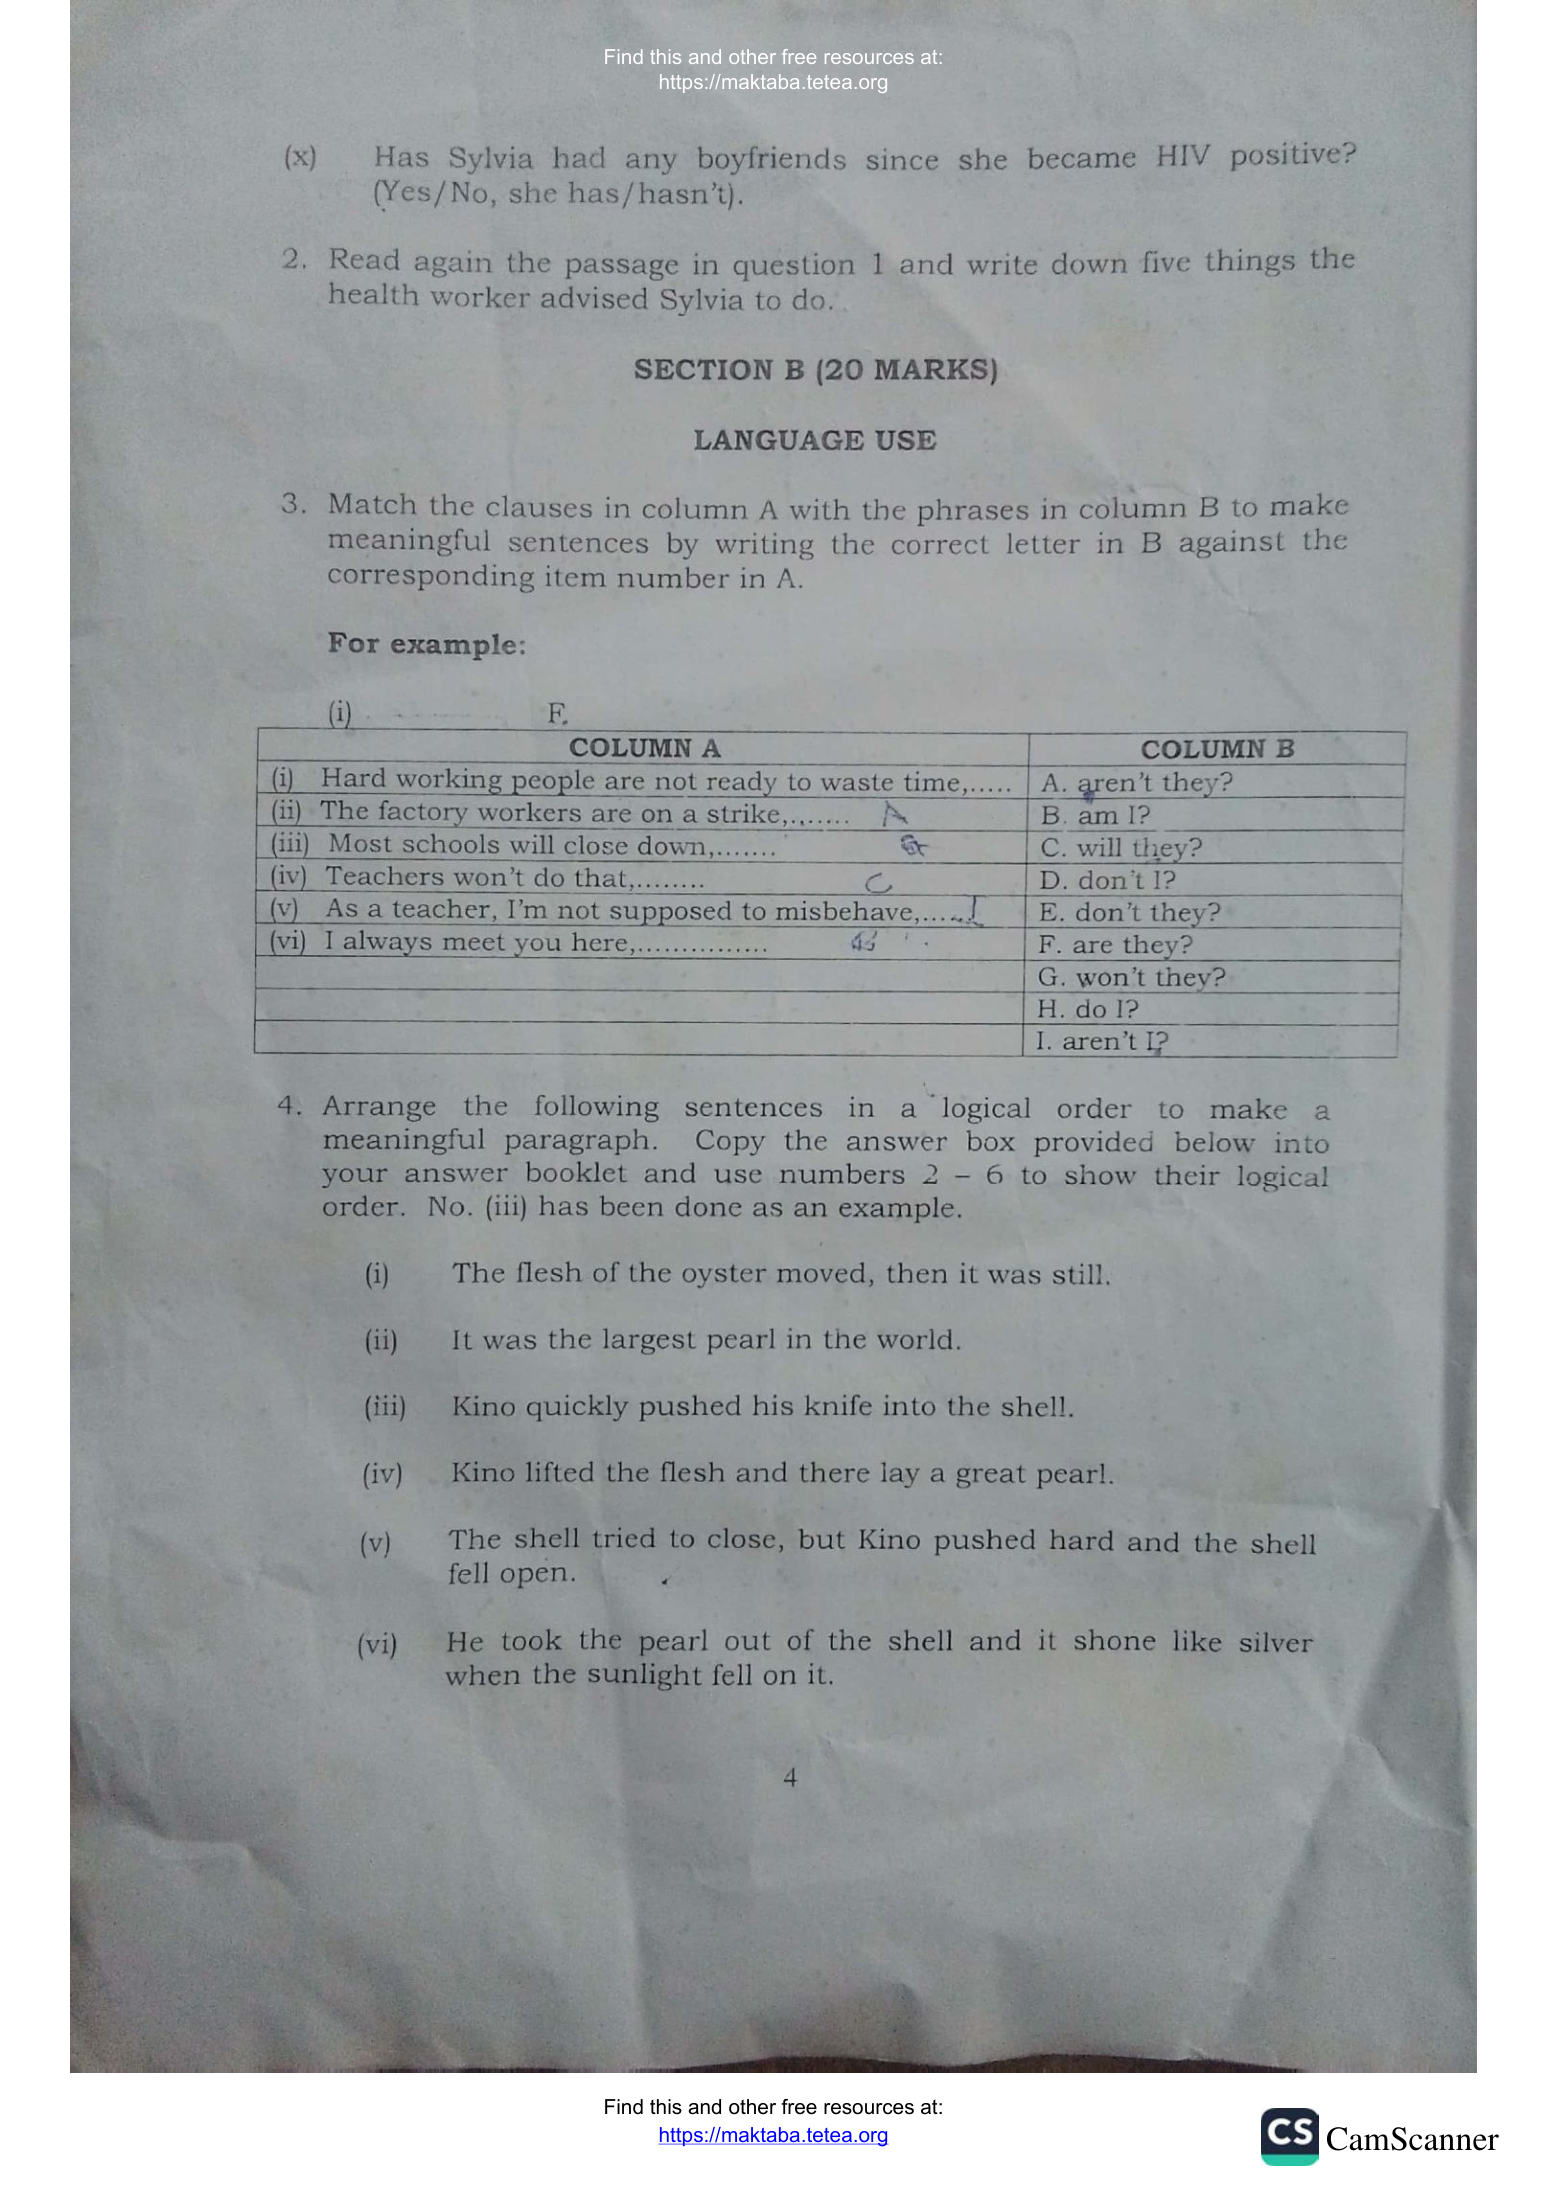 Find this and other free resources at:
https://maktaba.tetea.org
(x) Has Sylvia had any boyfriends since she became HIV positive?
(Yes/No, she has/hasn't).
2. Read again the passage in question 1 and write down five things the
health worker advised Sylvia to do.
SECTION B (20 MARKS)
LANGUAGE USE
3. Match the clauses in column A with the phrases in column B to make
meaningful sentences by writing the correct letter in B against the
corresponding item number in A.
For example:
(i) F.
COLUMN A COLUMN B
(i) Hard working people are not ready to waste time,..... A. aren't they?
(ii) The factory workers are on a strike,........ A B. am I?
(iii) Most schools will close down,....... G C. will they?
(iv) Teachers won't do that,........ C D. don't I?
(v) As a teacher, I'm not supposed to misbehave,..... I E. don't they?
(vi) I always meet you here,............... F. are they?
G. won't they?
H. do I?
I. aren't I?
4. Arrange the following sentences in a logical order to make a
meaningful paragraph. Copy the answer box provided below into
your answer booklet and use numbers 2 – 6 to show their logical
order. No. (iii) has been done as an example.
(i) The flesh of the oyster moved, then it was still.
(ii) It was the largest pearl in the world.
(iii) Kino quickly pushed his knife into the shell.
(iv) Kino lifted the flesh and there lay a great pearl.
(v) The shell tried to close, but Kino pushed hard and the shell
fell open.
(vi) He took the pearl out of the shell and it shone like silver
when the sunlight fell on it.
4
Find this and other free resources at:
https://maktaba.tetea.org
CS CamScanner